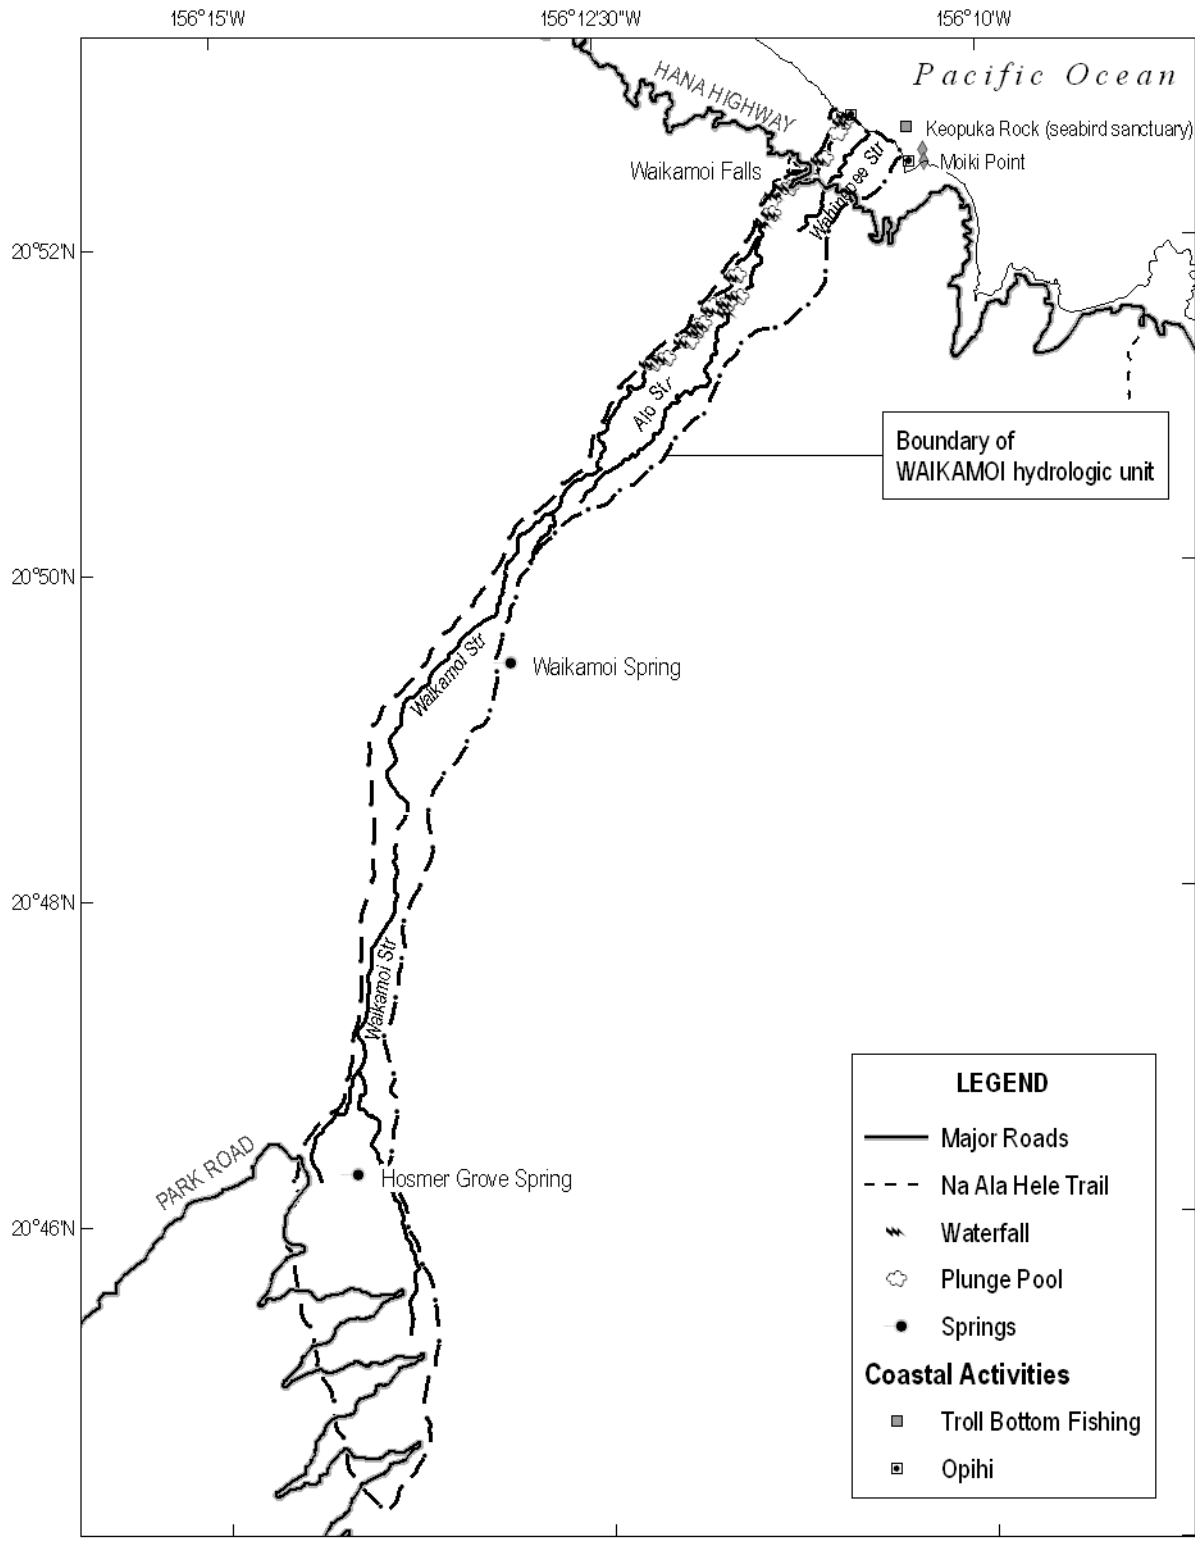 156°15'W 156°12'30"W 156°10'W
Pacific Ocean
HANA HIGHWAY
Keopuka Rock (seabird sanctuary)
Moiki Point
Waikamoi Falls
Wahinepee Str
20°52'N
Alo Str
Boundary of
WAIKAMOI hydrologic unit
20°50'N
Waikamoi Str
Waikamoi Spring
20°48'N
Waikamoi Str
PARK ROAD
Hosmer Grove Spring
20°46'N
LEGEND
Major Roads
Na Ala Hele Trail
Waterfall
Plunge Pool
Springs
Coastal Activities
Troll Bottom Fishing
Opihi